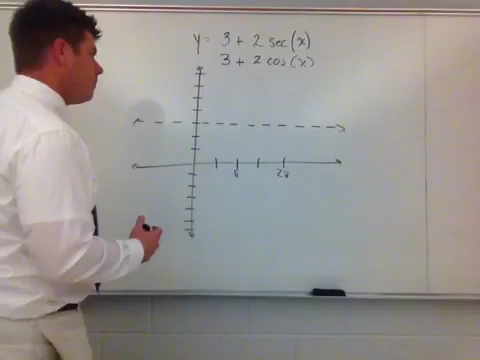 y = 3 + 2 sec(x)
3 + 2 cos(x)
π 2π